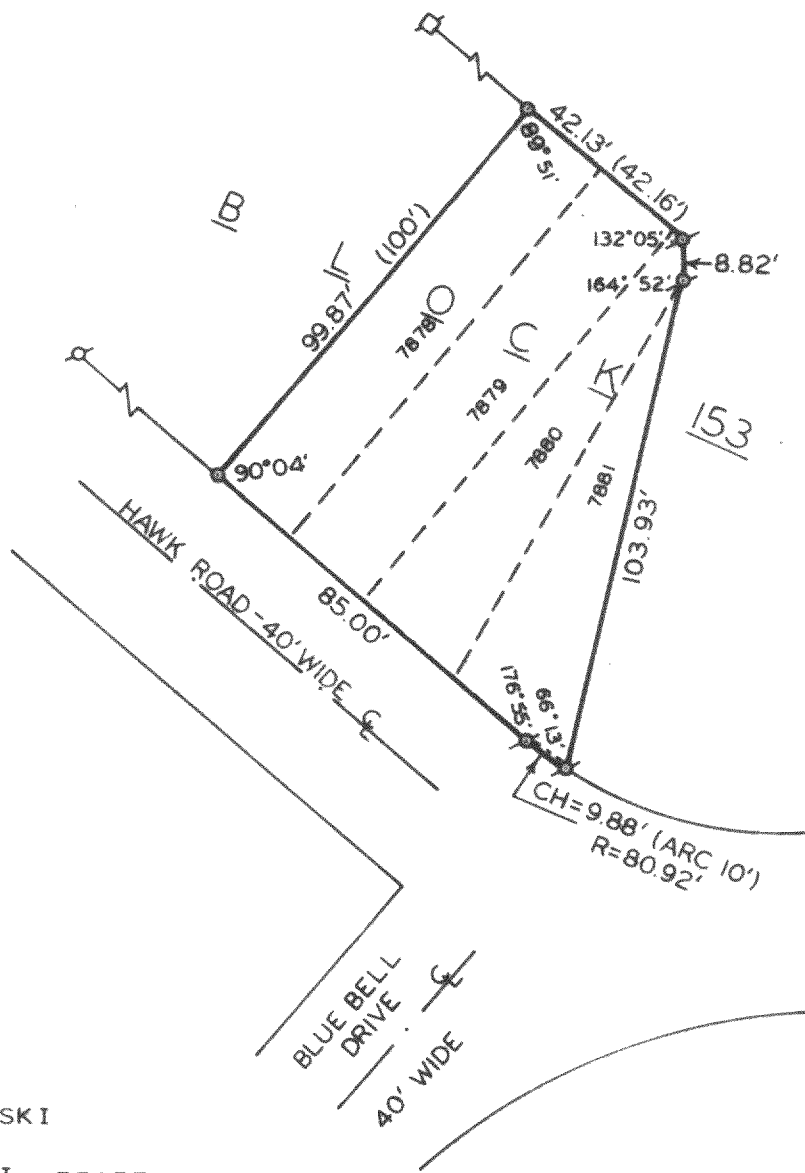 42.13' (42.16')
89°51'
132°05'
8.82'
164°52'
B L O C K
153
99.87' (100')
7878
7879
7880
7881
103.93'
90°04'
HAWK ROAD-40' WIDE ℄
85.00'
176°55'
66°13'
CH=9.88' (ARC 10')
R=80.92'
BLUE BELL
DRIVE ℄
40' WIDE
SKI